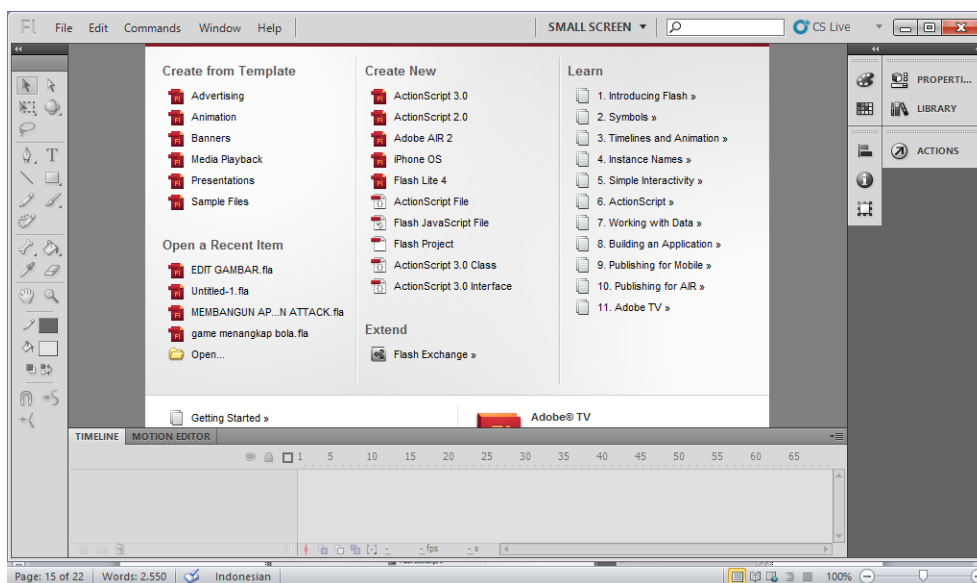 Fl File Edit Commands Window Help SMALL SCREEN CS Live
Create from Template
Advertising
Animation
Banners
Media Playback
Presentations
Sample Files
Open a Recent Item
EDIT GAMBAR.fla
Untitled-1.fla
MEMBANGUN AP...N ATTACK.fla
game menangkap bola.fla
Open...
Create New
ActionScript 3.0
ActionScript 2.0
Adobe AIR 2
iPhone OS
Flash Lite 4
ActionScript File
Flash JavaScript File
Flash Project
ActionScript 3.0 Class
ActionScript 3.0 Interface
Extend
Flash Exchange »
Learn
1. Introducing Flash »
2. Symbols »
3. Timelines and Animation »
4. Instance Names »
5. Simple Interactivity »
6. ActionScript »
7. Working with Data »
8. Building an Application »
9. Publishing for Mobile »
10. Publishing for AIR »
11. Adobe TV »
PROPERTI...
LIBRARY
ACTIONS
Getting Started »
Adobe® TV
TIMELINE MOTION EDITOR
1 5 10 15 20 25 30 35 40 45 50 55 60 65
fps s
Page: 15 of 22 Words: 2.550 Indonesian 100%